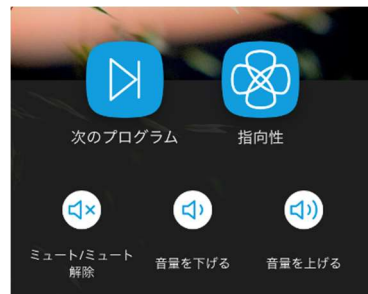 次のプログラム
指向性
ミュート/ミュート
解除
音量を下げる
音量を上げる